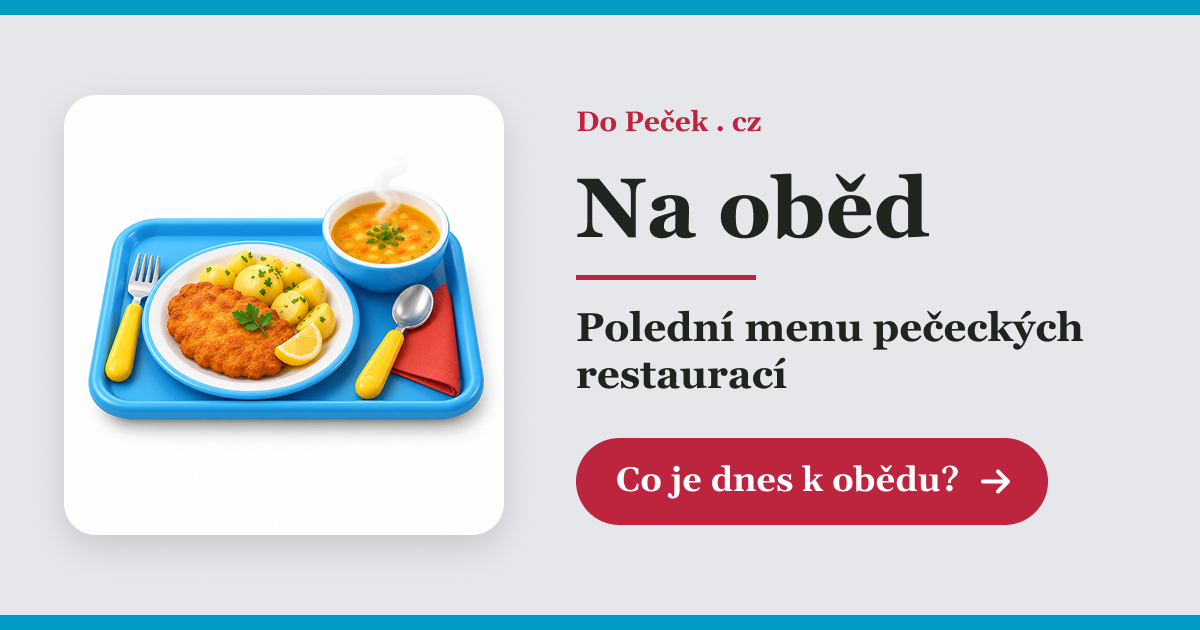 Do Peček . cz
Na oběd
Polední menu pečeckých
restaurací
Co je dnes k obědu? →